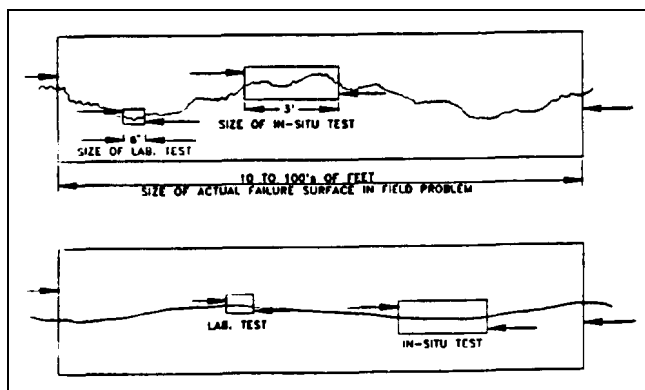 3'
SIZE OF IN-SITU TEST
6"
SIZE OF LAB. TEST
10 TO 100's OF FEET
SIZE OF ACTUAL FAILURE SURFACE IN FIELD PROBLEM
LAB. TEST
IN-SITU TEST